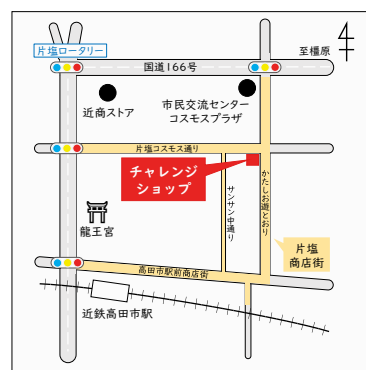 片塩ロータリー
国道166号
至橿原
近商ストア
市民交流センター
コスモスプラザ
片塩コスモス通り
チャレンジ
ショップ
サンサン中通り
かたしお遊とおり
龍王宮
片塩
商店街
高田市駅前商店街
近鉄高田市駅